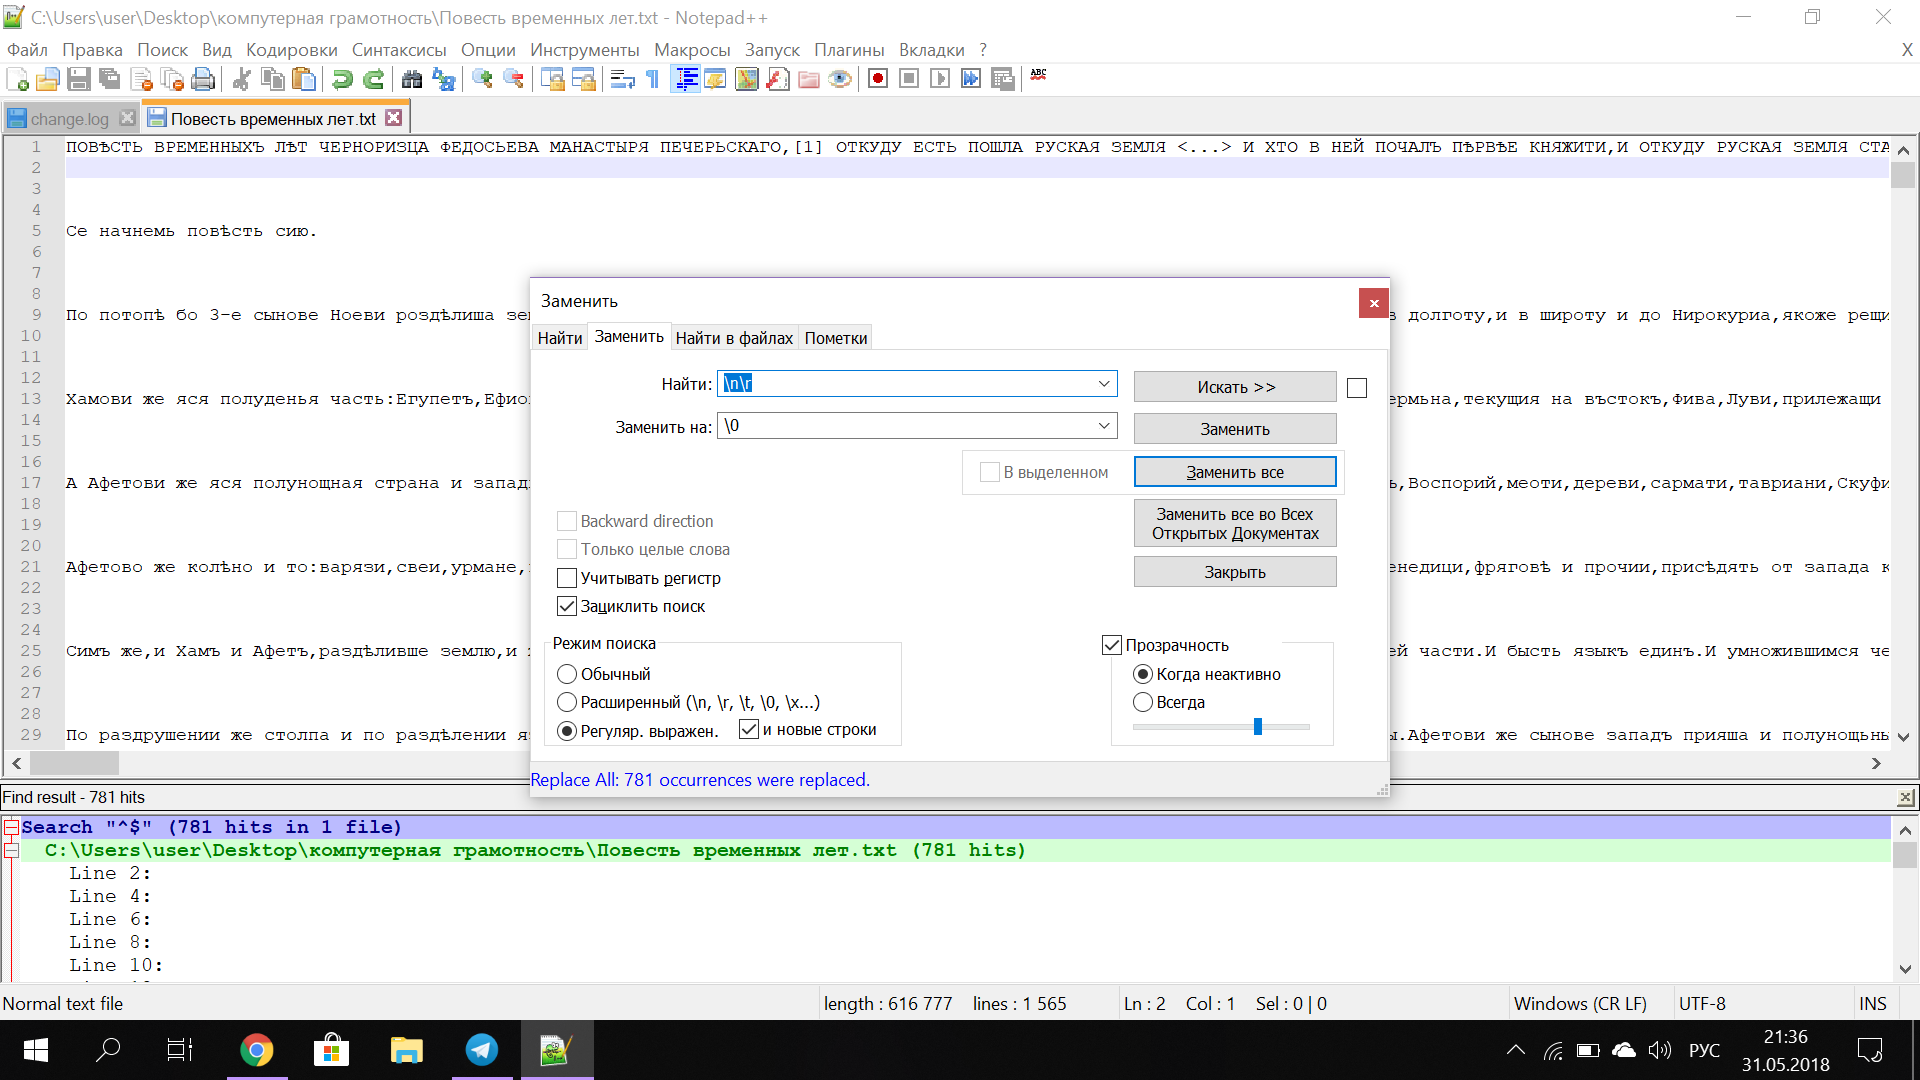 C:\Users\user\Desktop\компутерная грамотность\Повесть временных лет.txt - Notepad++
Файл Правка Поиск Вид Кодировки Синтаксисы Опции Инструменты Макросы Запуск Плагины Вкладки ? X
ABC
change.log Повесть временных лет.txt
1 ПОВѢСТЬ ВРЕМЕННЫХЪ ЛѢТ ЧЕРНОРИЗЦА ФЕДОСЬЕВА МАНАСТЫРЯ ПЕЧЕРЬСКАГО,[1] ОТКУДУ ЕСТЬ ПОШЛА РУСКАЯ ЗЕМЛЯ <...> И ХТО В НЕЙ ПОЧАЛЪ ПѢРВѢЕ КНЯЖИТИ,И ОТКУДУ РУСКАЯ ЗЕМЛЯ СТА
2
3
4
5 Се начнемь повѣсть сию.
6
7
8
9 По потопѣ бо 3-е сынове Ноеви роздѣлиша зе долготу,и в широту и до Нирокуриа,якоже рещи
10
11
12
13 Хамови же яся полуденья часть:Египетъ,Ефио ермьна,текущия на въстокъ,Фива,Луви,прилежащи
14
15
16
17 А Афетови же яся полунощная страна и запад ь,Воспорий,меоти,дереви,сармати,тавриани,Скуфи
18
19
20
21 Афетово же колѣно и то:варязи,свеи,урмане, енедици,фряговѣ и прочии,присѣдять от запада к
22
23
24
25 Симъ же,и Хамъ и Афетъ,раздѣливше землю,и ей части.И бысть языкъ единъ.И умножившимся че
26
27
28
29 По раздрушении же столпа и по раздѣлении я ы.Афетови же сынове западъ прияша и полунощьны
Заменить
Найти Заменить Найти в файлах Пометки
Найти: \n\r Искать >>
Заменить на: \0 Заменить
В выделенном Заменить все
Заменить все во Всех
Открытых Документах
Закрыть
Backward direction
Только целые слова
Учитывать регистр
Зациклить поиск
Режим поиска
Обычный
Расширенный (\n, \r, \t, \0, \x...)
Регуляр. выражен. и новые строки
Прозрачность
Когда неактивно
Всегда
Replace All: 781 occurrences were replaced.
Find result - 781 hits
Search "^$" (781 hits in 1 file)
C:\Users\user\Desktop\компутерная грамотность\Повесть временных лет.txt (781 hits)
Line 2:
Line 4:
Line 6:
Line 8:
Line 10:
Normal text file length : 616 777 lines : 1 565 Ln : 2 Col : 1 Sel : 0 | 0 Windows (CR LF) UTF-8 INS
РУС 21:36
31.05.2018